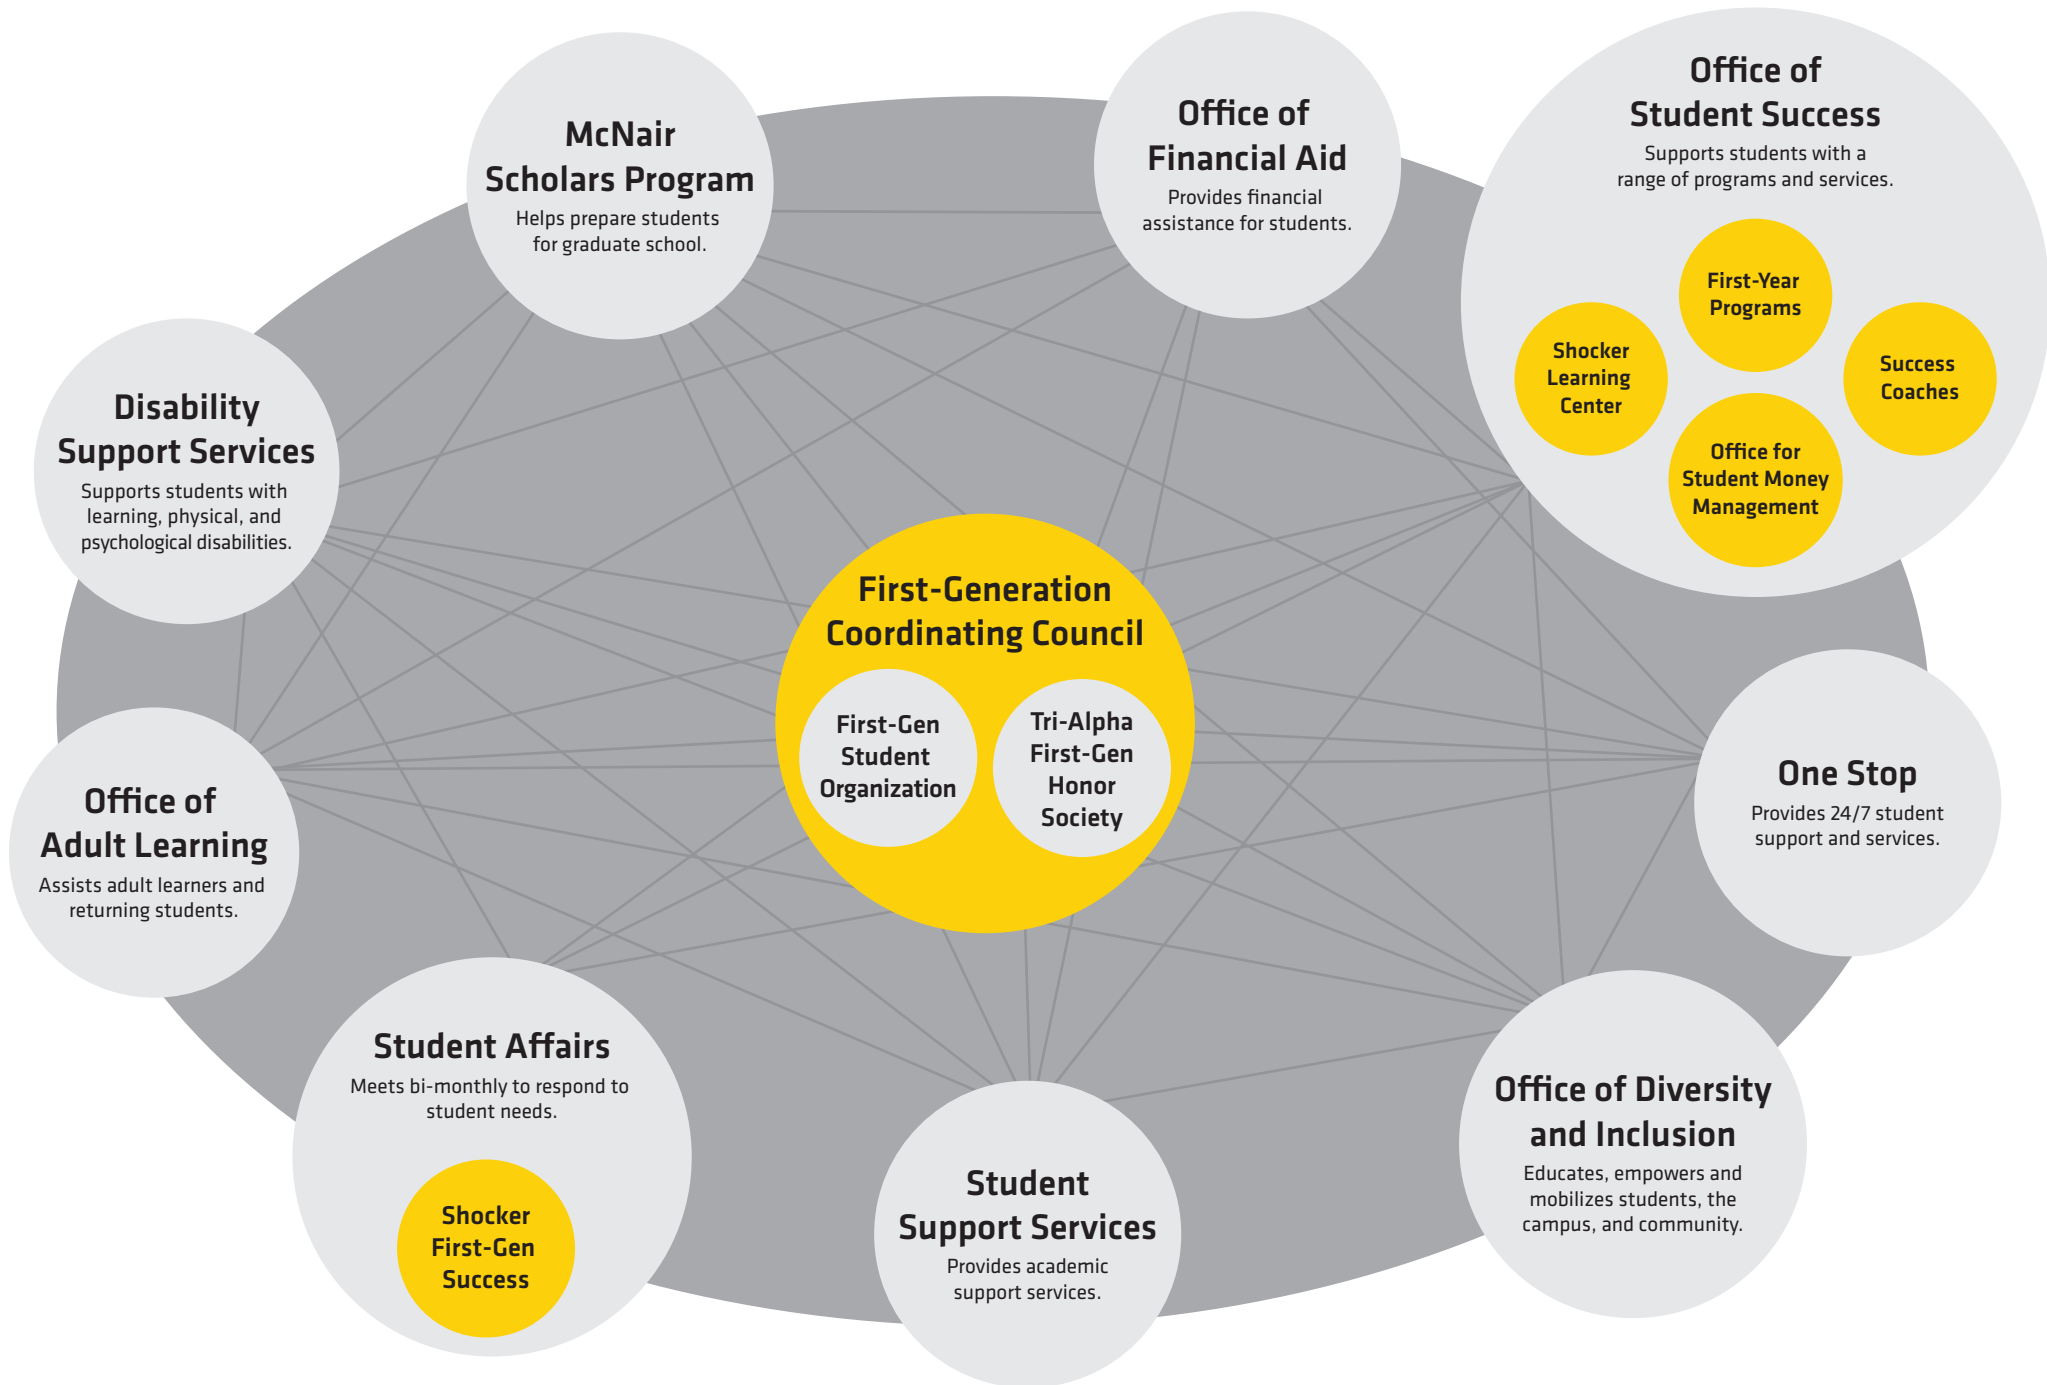 McNair
Scholars Program
Helps prepare students
for graduate school.
Office of
Financial Aid
Provides financial
assistance for students.
Office of
Student Success
Supports students with a
range of programs and services.
First-Year
Programs
Shocker
Learning
Center
Success
Coaches
Office for
Student Money
Management
Disability
Support Services
Supports students with
learning, physical, and
psychological disabilities.
First-Generation
Coordinating Council
First-Gen
Student
Organization
Tri-Alpha
First-Gen
Honor
Society
One Stop
Provides 24/7 student
support and services.
Office of
Adult Learning
Assists adult learners and
returning students.
Student Affairs
Meets bi-monthly to respond to
student needs.
Shocker
First-Gen
Success
Student
Support Services
Provides academic
support services.
Office of Diversity
and Inclusion
Educates, empowers and
mobilizes students, the
campus, and community.